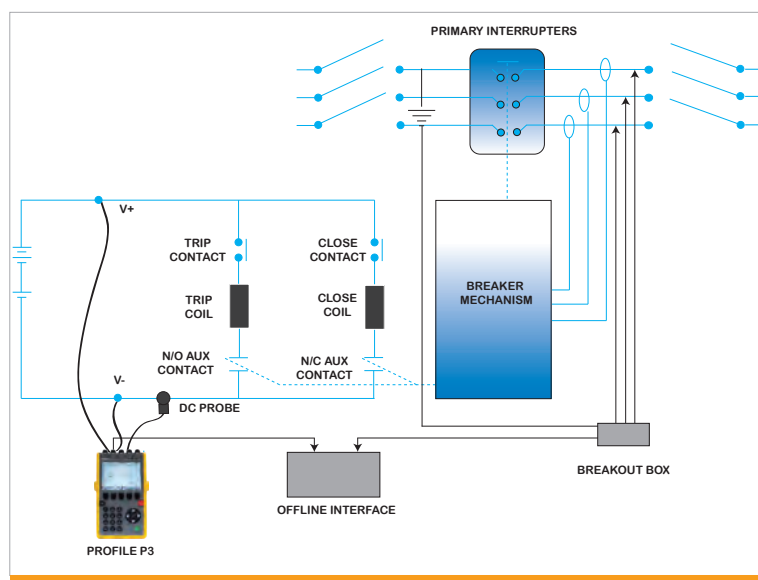 PRIMARY INTERRUPTERS
V+
TRIP
CONTACT
CLOSE
CONTACT
TRIP
COIL
CLOSE
COIL
BREAKER
MECHANISM
N/O AUX
CONTACT
N/C AUX
CONTACT
V-
DC PROBE
BREAKOUT BOX
OFFLINE INTERFACE
PROFILE P3